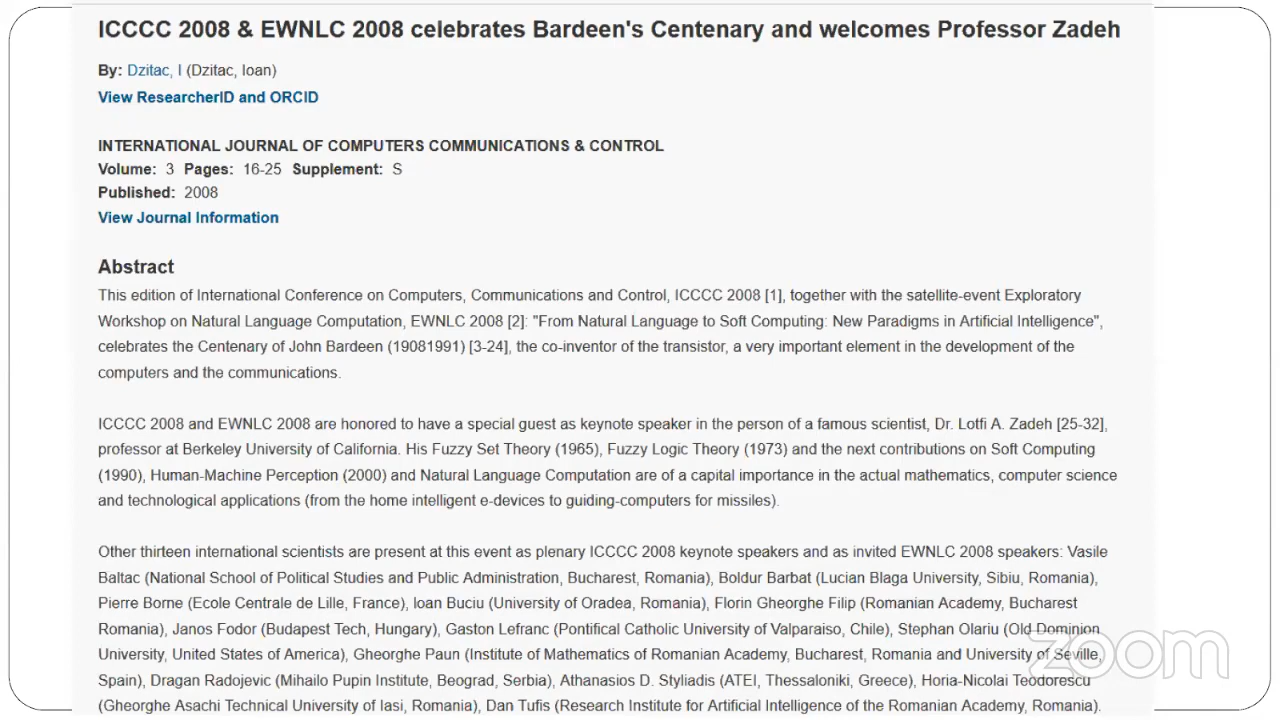 ICCCC 2008 & EWNLC 2008 celebrates Bardeen's Centenary and welcomes Professor Zadeh
By: Dzitac, I (Dzitac, Ioan)
View ResearcherID and ORCID
INTERNATIONAL JOURNAL OF COMPUTERS COMMUNICATIONS & CONTROL
Volume: 3 Pages: 16-25 Supplement: S
Published: 2008
View Journal Information
Abstract
This edition of International Conference on Computers, Communications and Control, ICCCC 2008 [1], together with the satellite-event Exploratory
Workshop on Natural Language Computation, EWNLC 2008 [2]: "From Natural Language to Soft Computing: New Paradigms in Artificial Intelligence",
celebrates the Centenary of John Bardeen (19081991) [3-24], the co-inventor of the transistor, a very important element in the development of the
computers and the communications.
ICCCC 2008 and EWNLC 2008 are honored to have a special guest as keynote speaker in the person of a famous scientist, Dr. Lotfi A. Zadeh [25-32],
professor at Berkeley University of California. His Fuzzy Set Theory (1965), Fuzzy Logic Theory (1973) and the next contributions on Soft Computing
(1990), Human-Machine Perception (2000) and Natural Language Computation are of a capital importance in the actual mathematics, computer science
and technological applications (from the home intelligent e-devices to guiding-computers for missiles).
Other thirteen international scientists are present at this event as plenary ICCCC 2008 keynote speakers and as invited EWNLC 2008 speakers: Vasile
Baltac (National School of Political Studies and Public Administration, Bucharest, Romania), Boldur Barbat (Lucian Blaga University, Sibiu, Romania),
Pierre Borne (Ecole Centrale de Lille, France), Ioan Buciu (University of Oradea, Romania), Florin Gheorghe Filip (Romanian Academy, Bucharest
Romania), Janos Fodor (Budapest Tech, Hungary), Gaston Lefranc (Pontifical Catholic University of Valparaiso, Chile), Stephan Olariu (Old Dominion
University, United States of America), Gheorghe Paun (Institute of Mathematics of Romanian Academy, Bucharest, Romania and University of Seville,
Spain), Dragan Radojevic (Mihailo Pupin Institute, Beograd, Serbia), Athanasios D. Styliadis (ATEI, Thessaloniki, Greece), Horia-Nicolai Teodorescu
(Gheorghe Asachi Technical University of Iasi, Romania), Dan Tufis (Research Institute for Artificial Intelligence of the Romanian Academy, Romania).
zoom